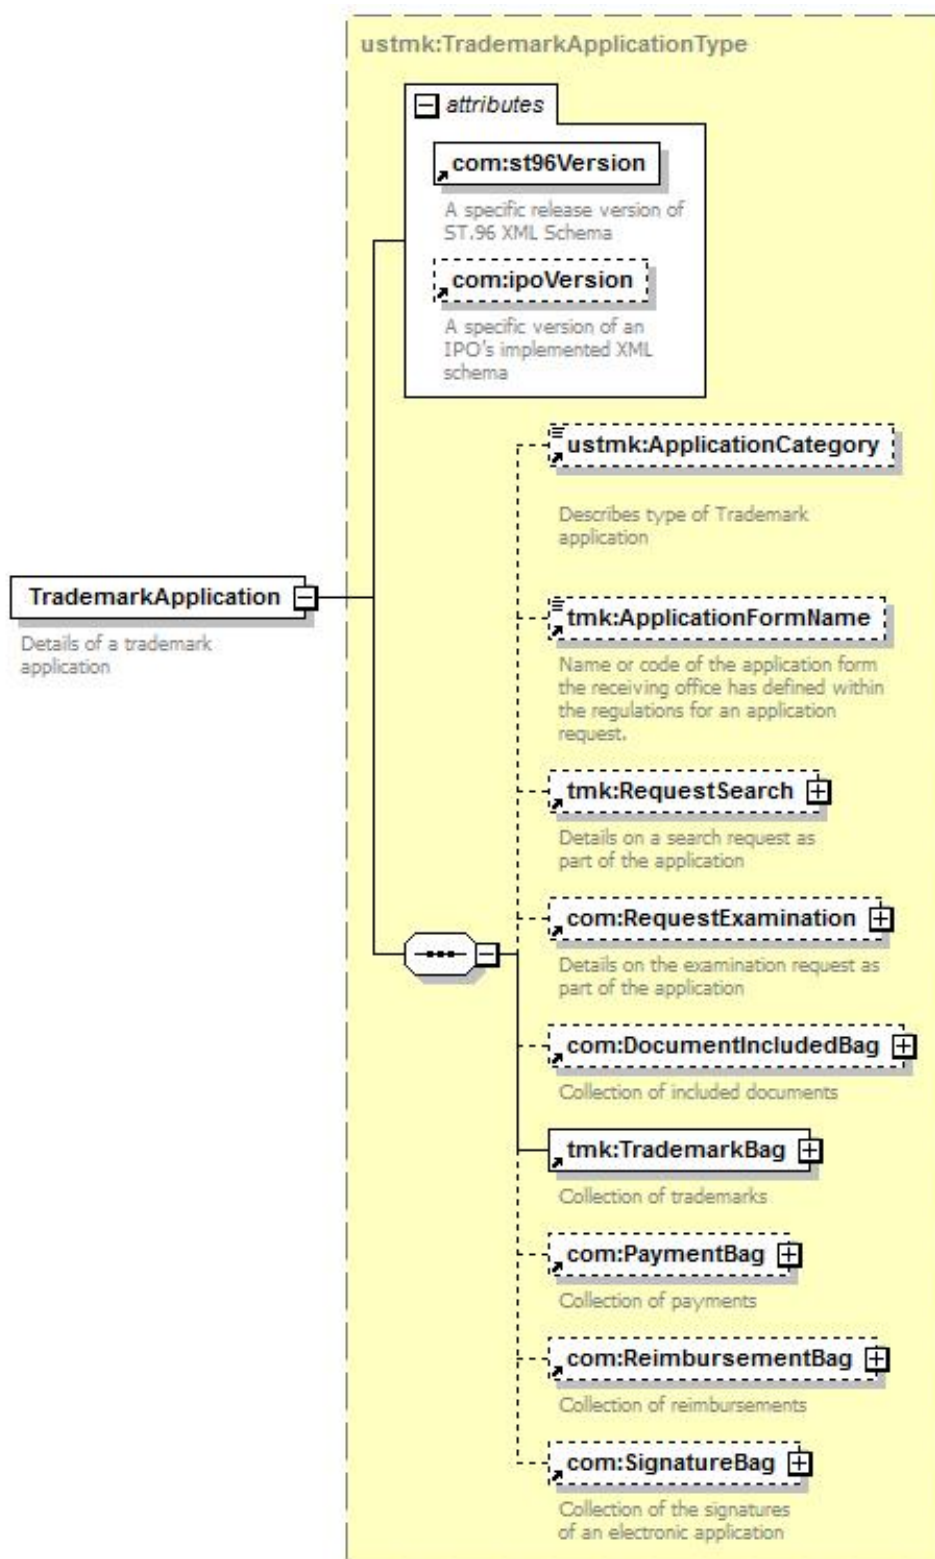 ustmk:TrademarkApplicationType
attributes
com:st96Version
A specific release version of
ST.96 XML Schema
com:ipoVersion
A specific version of an
IPO's implemented XML
schema
ustmk:ApplicationCategory
Describes type of Trademark
application
TrademarkApplication
Details of a trademark
application
tmk:ApplicationFormName
Name or code of the application form
the receiving office has defined within
the regulations for an application
request.
tmk:RequestSearch
Details on a search request as
part of the application
com:RequestExamination
Details on the examination request as
part of the application
com:DocumentIncludedBag
Collection of included documents
tmk:TrademarkBag
Collection of trademarks
com:PaymentBag
Collection of payments
com:ReimbursementBag
Collection of reimbursements
com:SignatureBag
Collection of the signatures
of an electronic application